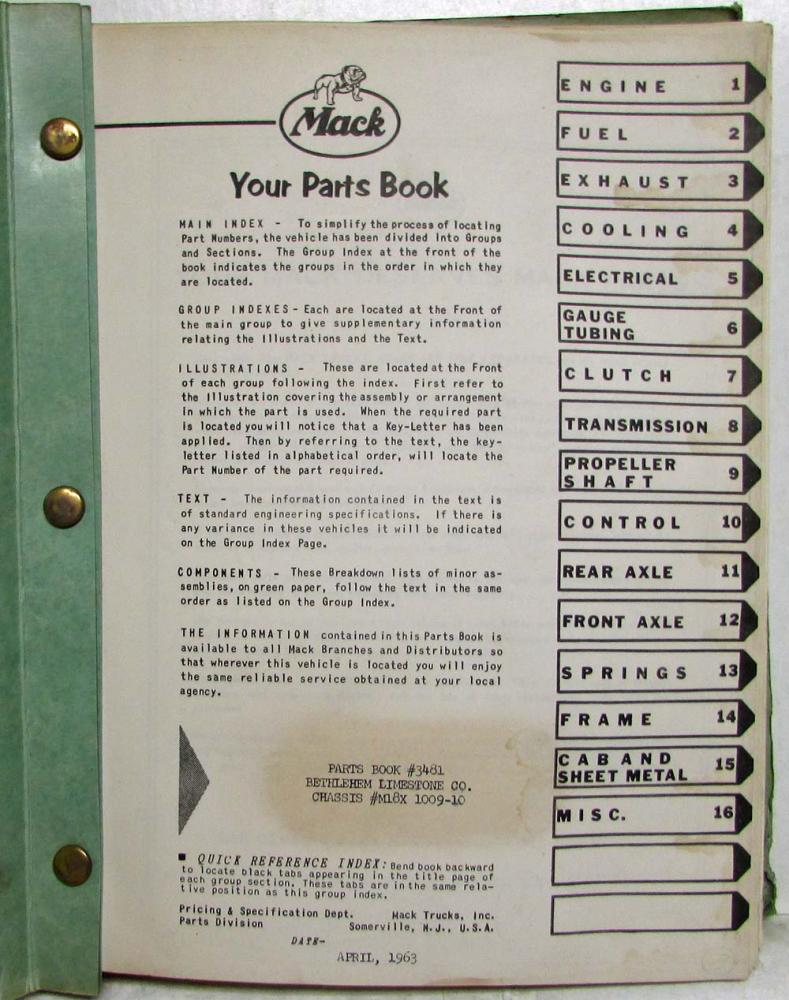 Mack
Your Parts Book
MAIN INDEX - To simplify the process of locating
Part Numbers, the vehicle has been divided into Groups
and Sections. The Group Index at the front of the
book indicates the groups in the order in which they
are located.
GROUP INDEXES - Each are located at the Front of
the main group to give supplementary information
relating the Illustrations and the Text.
ILLUSTRATIONS - These are located at the Front
of each group following the index. First refer to
the Illustration covering the assembly or arrangement
in which the part is used. When the required part
is located you will notice that a Key-Letter has been
applied. Then by referring to the text, the key-
letter listed in alphabetical order, will locate the
Part Number of the part required.
TEXT - The information contained in the text is
of standard engineering specifications. If there is
any variance in these vehicles it will be indicated
on the Group Index Page.
COMPONENTS - These Breakdown lists of minor as-
semblies, on green paper, follow the text in the same
order as listed on the Group Index.
THE INFORMATION contained in this Parts Book is
available to all Mack Branches and Distributors so
that wherever this vehicle is located you will enjoy
the same reliable service obtained at your local
agency.
PARTS BOOK #3481
BETHLEHEM LIMESTONE CO.
CHASSIS #M18X 1009-10
QUICK REFERENCE INDEX: Bend book backward
to locate black tabs appearing in the title page of
each group section. These tabs are in the same rela-
tive position as this group index.
Pricing & Specification Dept. Mack Trucks, Inc.
Parts Division Somerville, N.J., U.S.A.
DATE-
APRIL, 1963
ENGINE 1
FUEL 2
EXHAUST 3
COOLING 4
ELECTRICAL 5
GAUGE
TUBING 6
CLUTCH 7
TRANSMISSION 8
PROPELLER
SHAFT 9
CONTROL 10
REAR AXLE 11
FRONT AXLE 12
SPRINGS 13
FRAME 14
CAB AND
SHEET METAL 15
MISC. 16